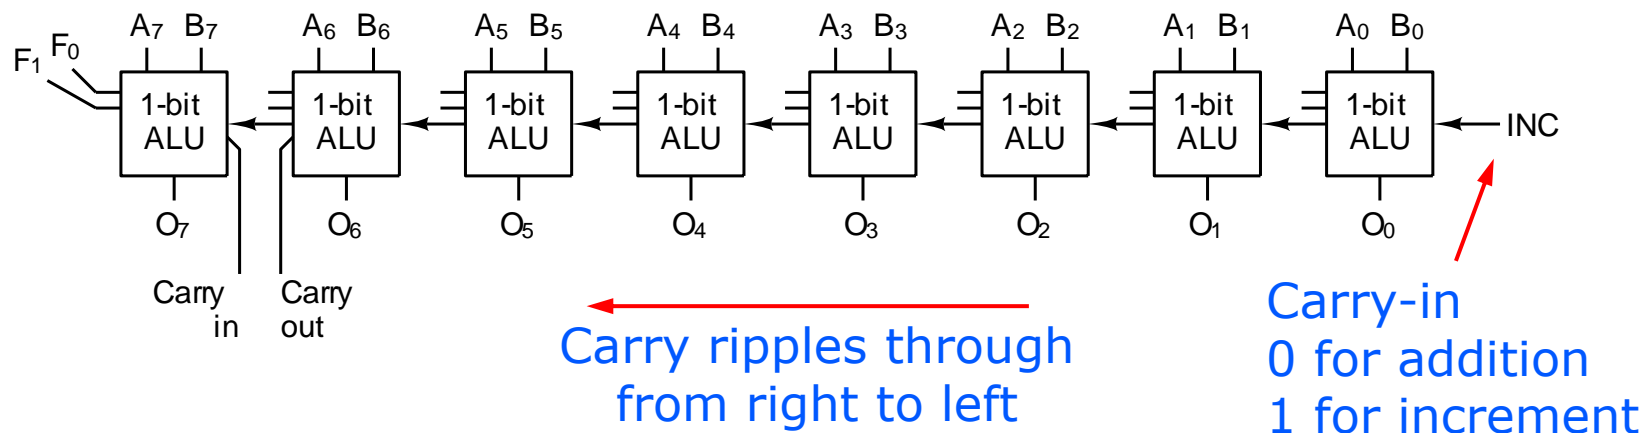 A7 B7 A6 B6 A5 B5 A4 B4 A3 B3 A2 B2 A1 B1 A0 B0
F1 F0
1-bit 1-bit 1-bit 1-bit 1-bit 1-bit 1-bit 1-bit
ALU ALU ALU ALU ALU ALU ALU ALU INC
O7 O6 O5 O4 O3 O2 O1 O0
Carry Carry
in out
Carry ripples through
from right to left
Carry-in
0 for addition
1 for increment